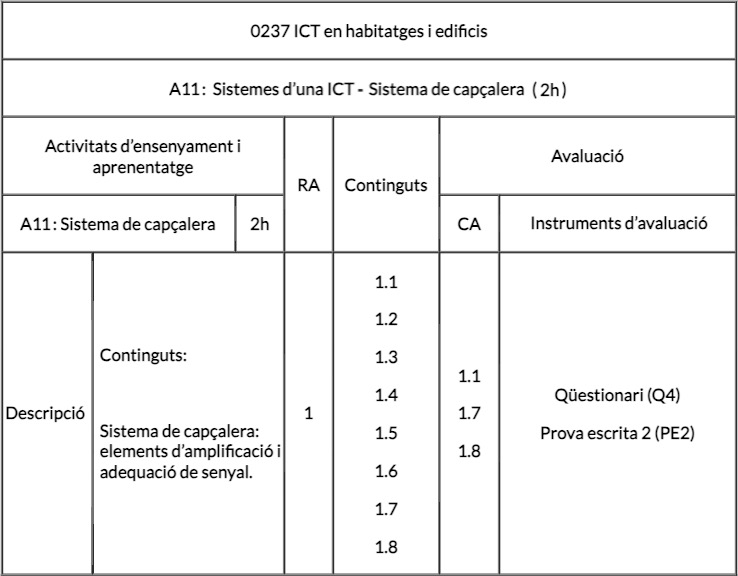 0237 ICT en habitatges i edificis
A11: Sistemes d'una ICT - Sistema de capçalera (2h)
Activitats d'ensenyament i
aprenentatge
RA
Continguts
Avaluació
A11: Sistema de capçalera
2h
CA
Instruments d'avaluació
Descripció
Continguts:
Sistema de capçalera:
elements d'amplificació i
adequació de senyal.
1
1.1
1.2
1.3
1.4
1.5
1.6
1.7
1.8
1.1
1.7
1.8
Qüestionari (Q4)
Prova escrita 2 (PE2)